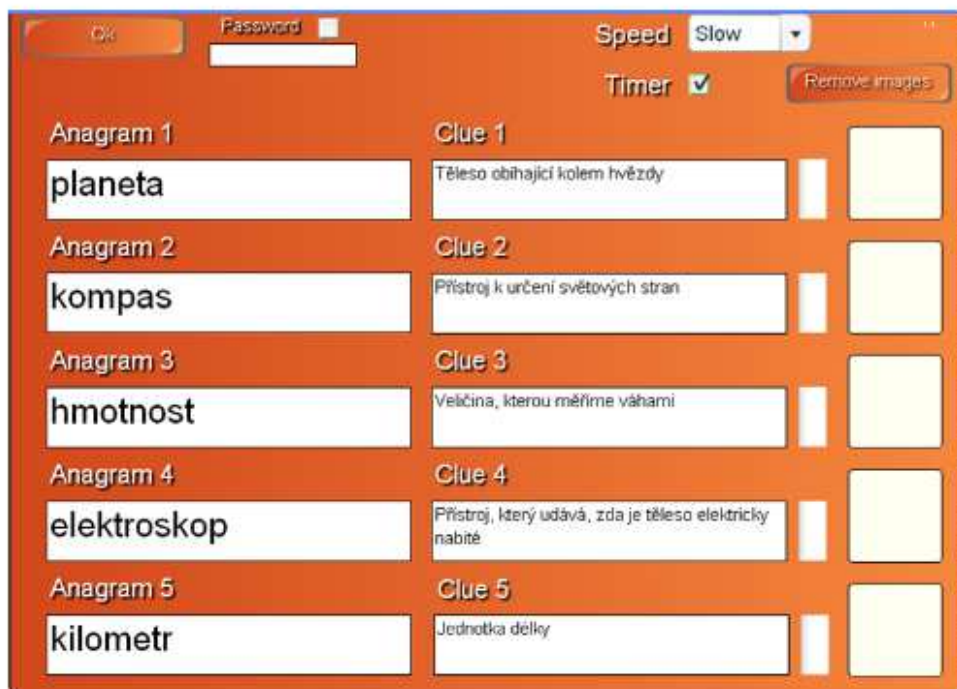 Ok
Password
Speed Slow
Timer
Remove images
Anagram 1 Clue 1
planeta Těleso obíhající kolem hvězdy
Anagram 2 Clue 2
kompas Přístroj k určení světových stran
Anagram 3 Clue 3
hmotnost Veličina, kterou měříme váhami
Anagram 4 Clue 4
elektroskop Přístroj, který udává, zda je těleso elektricky
nabité
Anagram 5 Clue 5
kilometr Jednotka délky